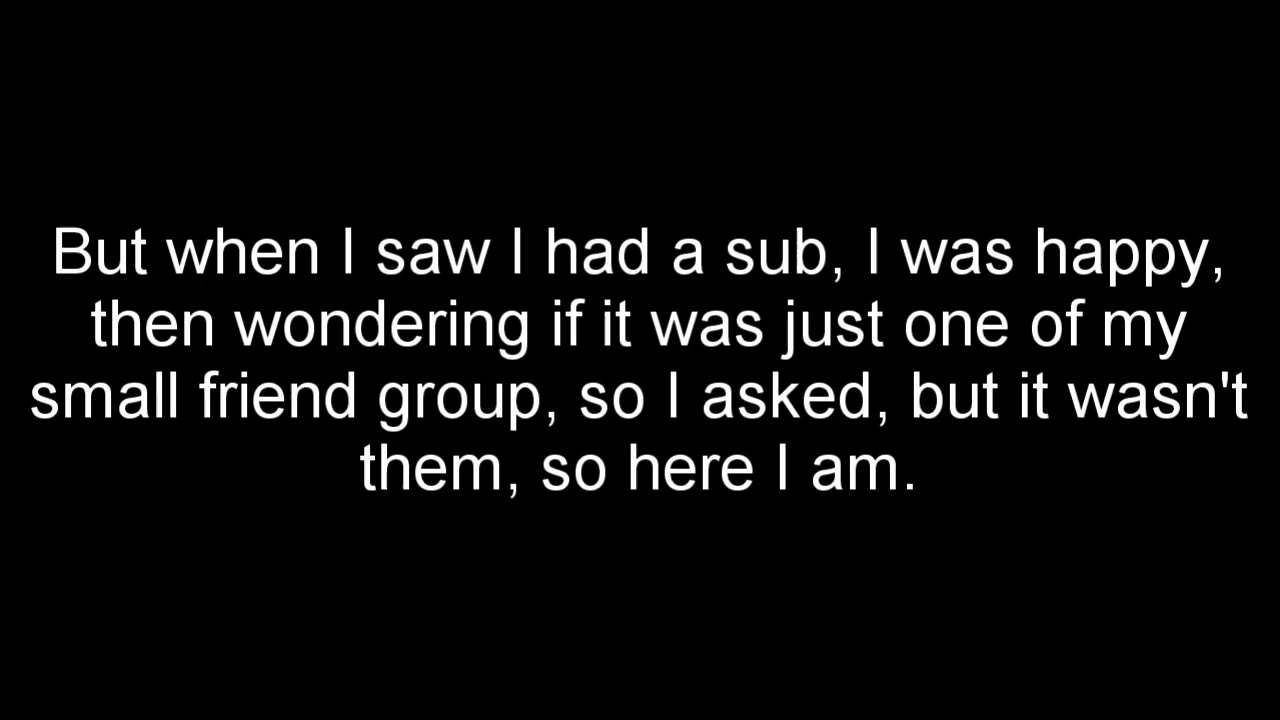 But when I saw I had a sub, I was happy,
then wondering if it was just one of my
small friend group, so I asked, but it wasn't
them, so here I am.